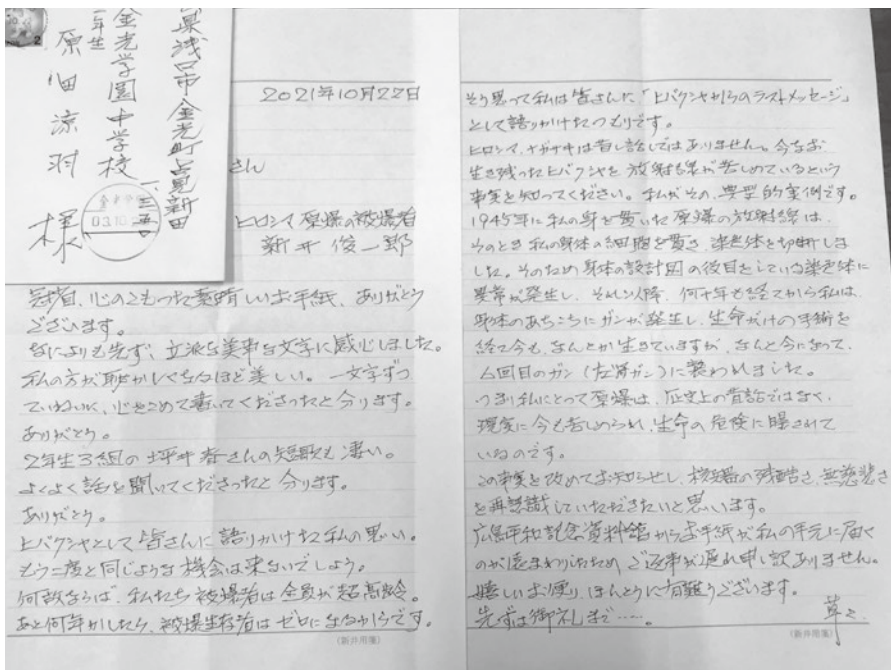 県浅口市金光町占見新田
一三五〇
金光学園中学校
一年生
原田涼羽様
03.10
2021年10月22日
さん
ヒロシマ原爆の被爆者
新井俊一郎
冠省、心のこもった素晴しいお手紙、ありがとう
ございます。
なによりも先ず、立派な美事な文字に感心しました。
私の方が恥かしくなるほど美しい。一文字ずつ
ていねいに、心をこめて書いてくださったと分ります。
ありがとう。
2年生3組の坪井春さんの短歌も凄い。
よくよく話を聞いてくださったと分ります。
ありがとう。
ヒバクシャとして皆さんに語りかけた私の思い。
もう二度と同じような機会は来ないでしょう。
何故ならば、私たち被爆者は全員が超高齢。
あと何年かしたら、被爆生存者はゼロになるからです。
(新井用箋)
そう思って私は皆さんに「ヒバクシャからのラストメッセージ」
として語りかけたつもりです。
ヒロシマ、ナガサキは昔し話しではありません。今なお
生き残ったヒバクシャを放射線が苦しめているという
事実を知ってください。私がその、典型的実例です。
1945年に私の身を貫いた原爆の放射線は、
そのとき私の身体の細胞を貫き、染色体を切断しま
した。そのため身体の設計図の役目をしている染色体に
異常が発生し、それ以降、何十年も経てから私は、
身体のあちこちにガンが発生し、生命がけの手術を
経て今も、なんとか生きていますが、なんと今になって、
6回目のガン(左腎ガン)に襲われました。
つまり私にとって原爆は、歴史上の昔話ではなく、
現実に今も苦しめられ、生命の危険に曝されて
いるのです。
この事実を改めてお知らせし、核兵器の残酷さ、無慈悲さ
を再認識していただきたいと思います。
広島平和記念資料館からお手紙が私の手元に届く
のが遠まわりしたため、ご返事が遅れ申し訳ありません。
嬉しいお便り、ほんとうに有難うございます。
先ずは御礼まで……。
草々
(新井用箋)